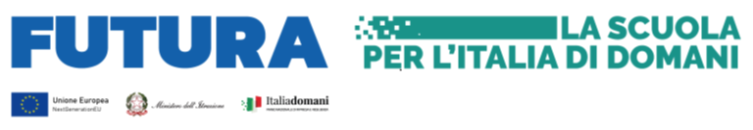 FUTURA
LA SCUOLA
PER L'ITALIA DI DOMANI
Unione Europea
NextGenerationEU
Ministero dell'Istruzione
Italiadomani